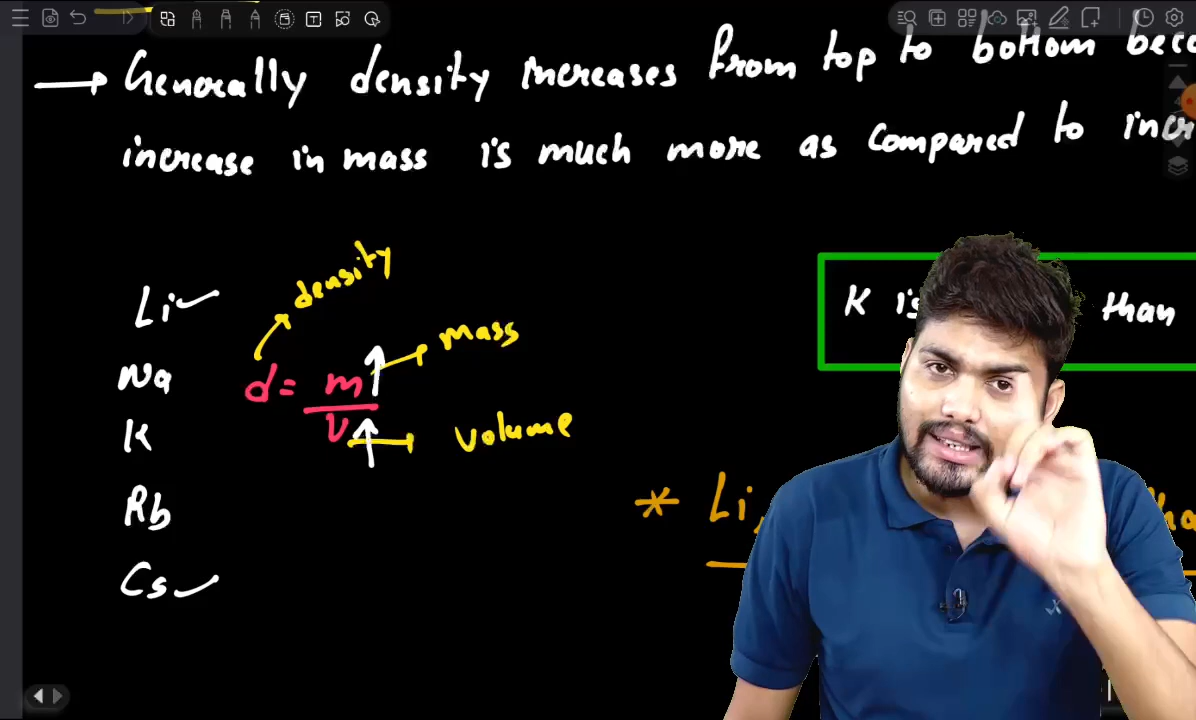 → Generally density increases from top to bottom
increase in mass is much more as compared to
density
Li
mass
K is than
Na
d = m
V
K
volume
Rb
* Li,
Cs